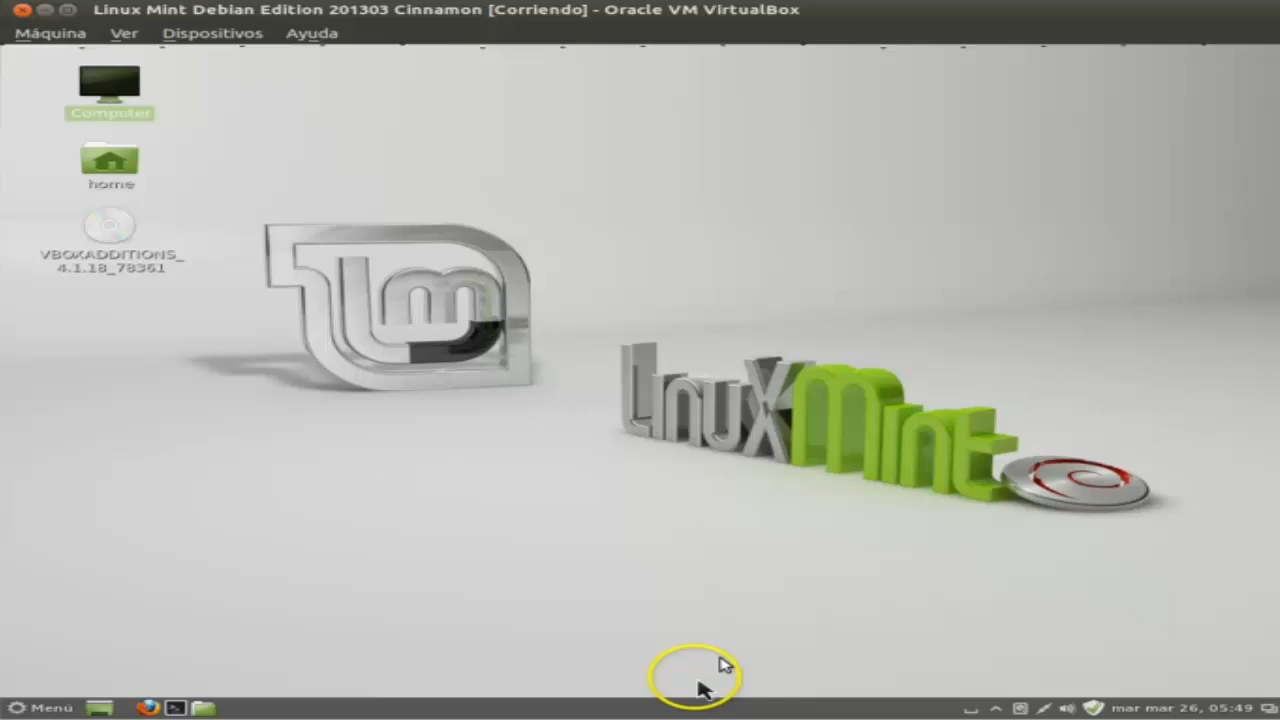 Linux Mint Debian Edition 201303 Cinnamon [Corriendo] - Oracle VM VirtualBox
Máquina Ver Dispositivos Ayuda
Computer
home
VBOXADDITIONS_
4.1.18_78361
lm
LinuxMint
Menú
mar mar 26, 05:49